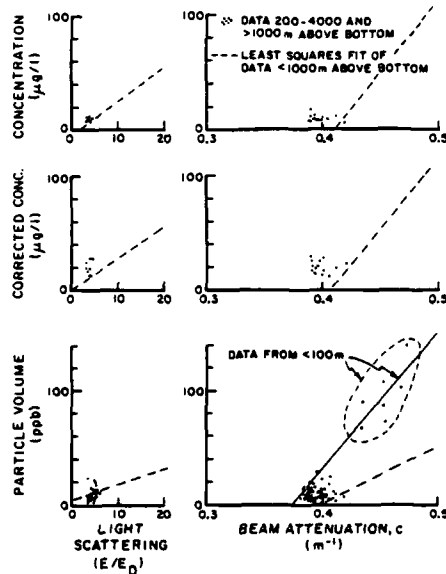 DATA 200-4000 AND
>1000m ABOVE BOTTOM
LEAST SQUARES FIT OF
DATA <1000m ABOVE BOTTOM
CONCENTRATION
(μg/l)
100
0
0 10 20
100
0
0.3 0.4 0.5
CORRECTED CONC.
(μg/l)
100
0
0 10 20
100
0
0.3 0.4 0.5
PARTICLE VOLUME
(ppb)
100
0
0 10 20
LIGHT
SCATTERING
(E/E_D)
DATA FROM <100m
100
0
0.3 0.4 0.5
BEAM ATTENUATION, c
(m⁻¹)